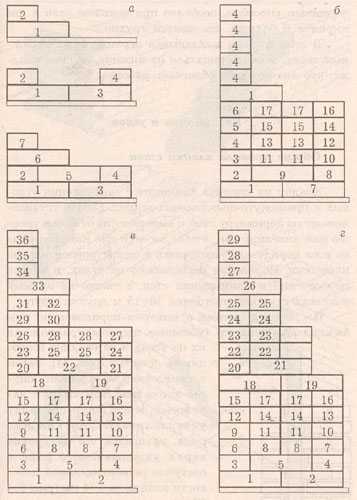 а
2
1
2 4
1 3
7
6
2 5 4
1 3
б
4
4
4
4
4
1
6 17 17 16
5 15 15 14
4 13 13 12
3 11 11 10
2 9 8
1 7
в
36
35
34
33
31 32
29 30
26 28 28 27
23 25 25 24
20 22 21
18 19
15 17 17 16
12 14 14 13
9 11 11 10
6 8 8 7
3 5 4
1 2
г
29
28
27
26
25 25
24 24
23 23
22 22
20 21
18 19
15 17 17 16
12 14 14 13
9 11 11 10
6 8 8 7
3 5 4
1 2